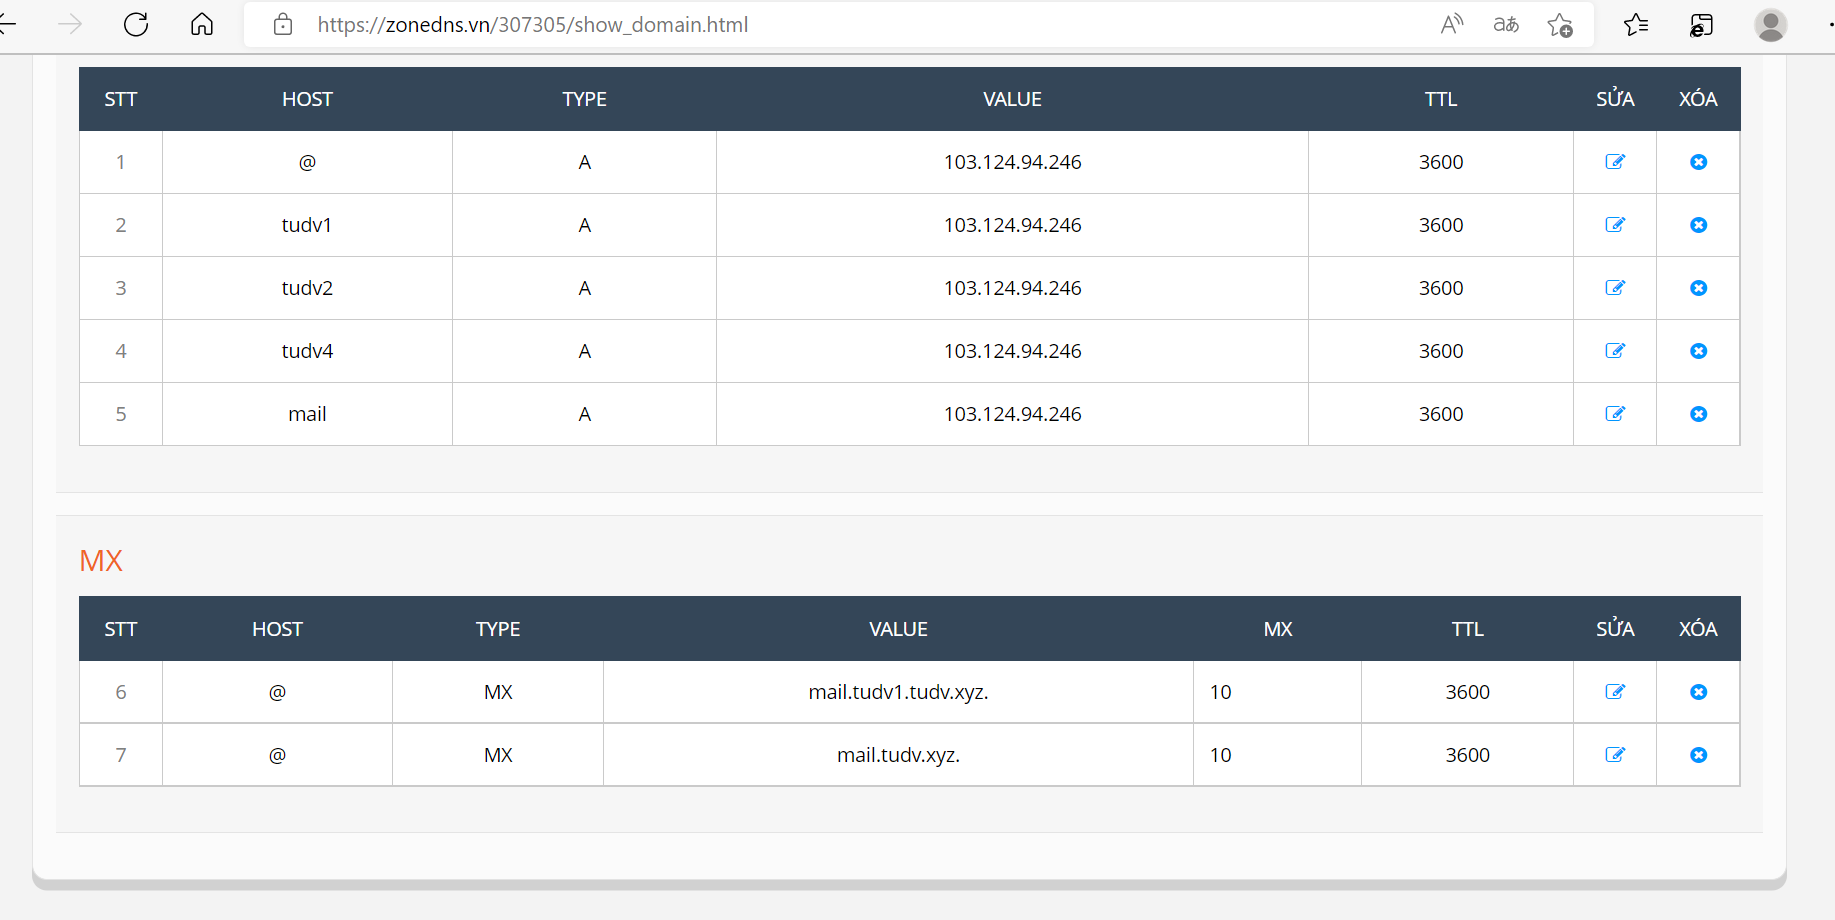 https://zonedns.vn/307305/show_domain.html
STT HOST TYPE VALUE TTL SỬA XÓA
1 @ A 103.124.94.246 3600
2 tudv1 A 103.124.94.246 3600
3 tudv2 A 103.124.94.246 3600
4 tudv4 A 103.124.94.246 3600
5 mail A 103.124.94.246 3600
MX
STT HOST TYPE VALUE MX TTL SỬA XÓA
6 @ MX mail.tudv1.tudv.xyz. 10 3600
7 @ MX mail.tudv.xyz. 10 3600